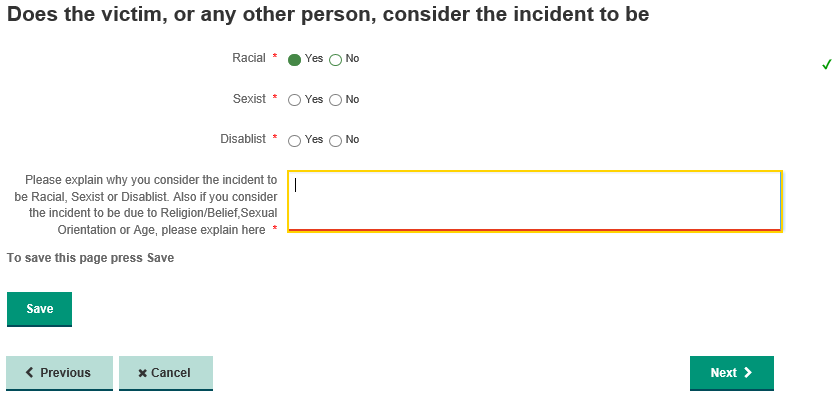 Does the victim, or any other person, consider the incident to be
Racial * Yes No
Sexist * Yes No
Disablist * Yes No
Please explain why you consider the incident to
be Racial, Sexist or Disablist. Also if you consider
the incident to be due to Religion/Belief,Sexual
Orientation or Age, please explain here *
To save this page press Save
Save
Previous Cancel Next